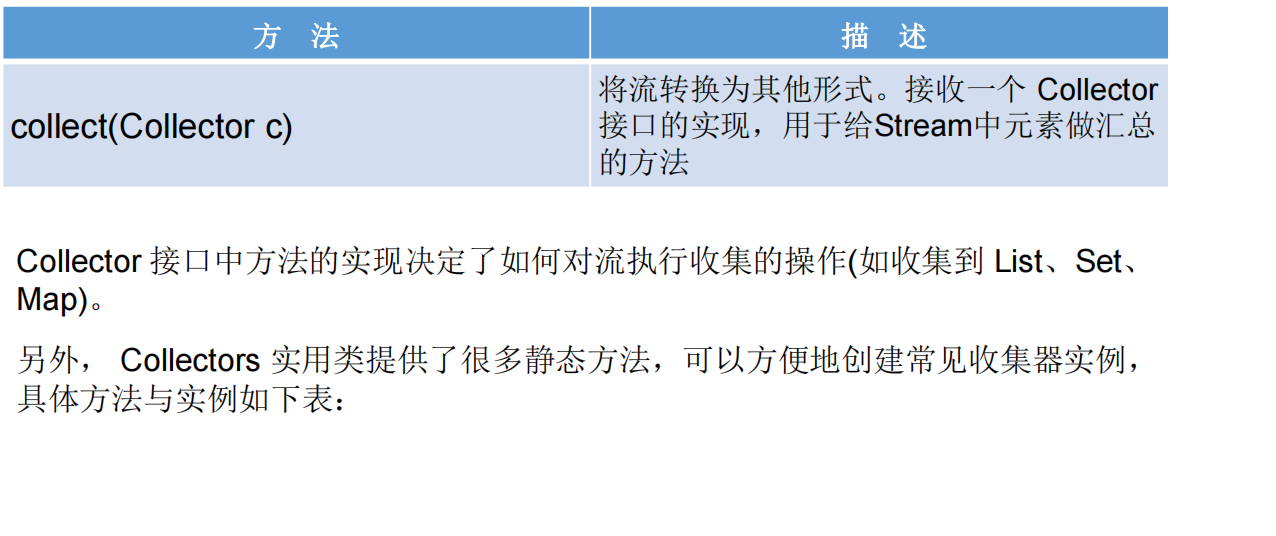 方 法
描 述
collect(Collector c)
将流转换为其他形式。接收一个 Collector
接口的实现，用于给Stream中元素做汇总
的方法
Collector 接口中方法的实现决定了如何对流执行收集的操作(如收集到 List、Set、
Map)。
另外， Collectors 实用类提供了很多静态方法，可以方便地创建常见收集器实例，
具体方法与实例如下表：